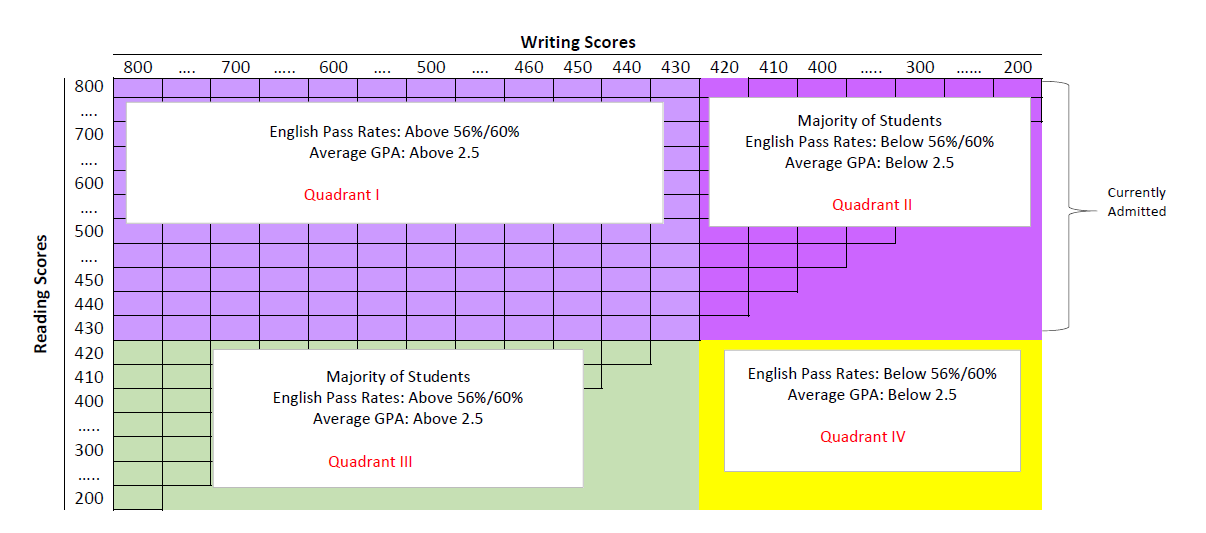 Writing Scores
800 .... 700 ..... 600 .... 500 .... 460 450 440 430 420 410 400 ..... 300 ...... 200
Reading Scores
800
....
700
....
600
....
500
....
450
440
430
420
410
400
.....
300
.....
200
English Pass Rates: Above 56%/60%
Average GPA: Above 2.5
Quadrant I
Majority of Students
English Pass Rates: Below 56%/60%
Average GPA: Below 2.5
Quadrant II
Currently
Admitted
Majority of Students
English Pass Rates: Above 56%/60%
Average GPA: Above 2.5
Quadrant III
English Pass Rates: Below 56%/60%
Average GPA: Below 2.5
Quadrant IV